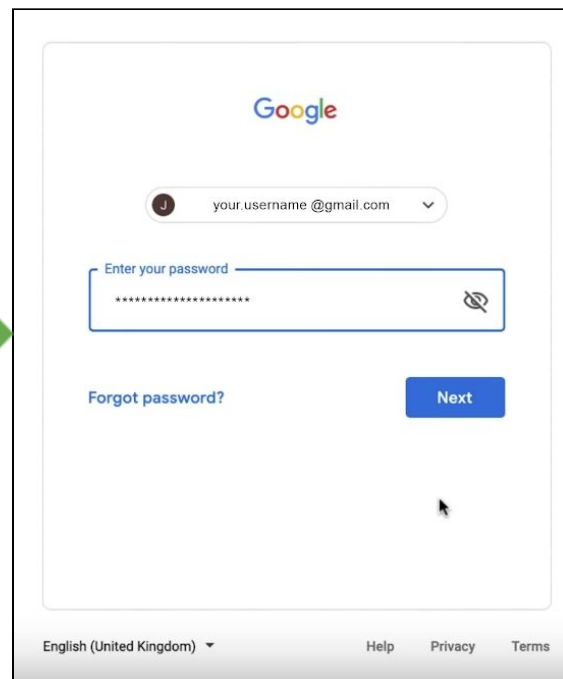 Google
J your.username @gmail.com
Enter your password
*********************
Forgot password? Next
English (United Kingdom) Help Privacy Terms